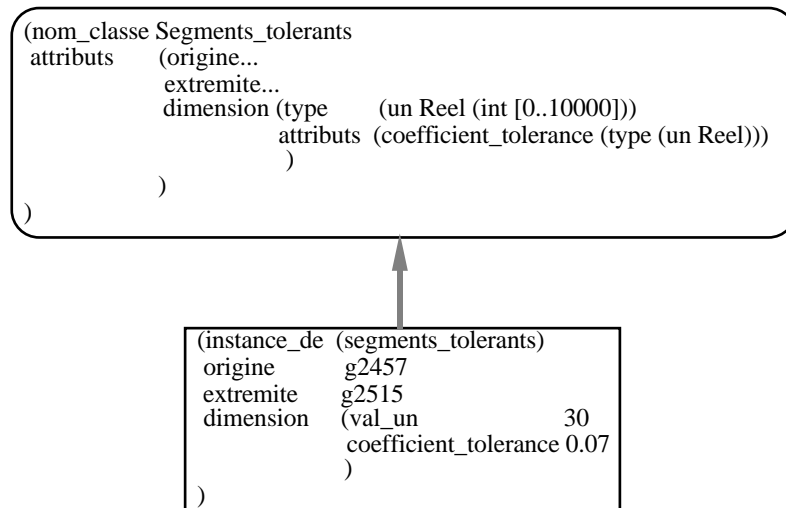 (nom_classe Segments_tolerants
attributs (origine...
extremite...
dimension (type (un Reel (int [0..10000]))
attributs (coefficient_tolerance (type (un Reel)))
)
)
)
(instance_de (segments_tolerants)
origine g2457
extremite g2515
dimension (val_un 30
coefficient_tolerance 0.07
)
)